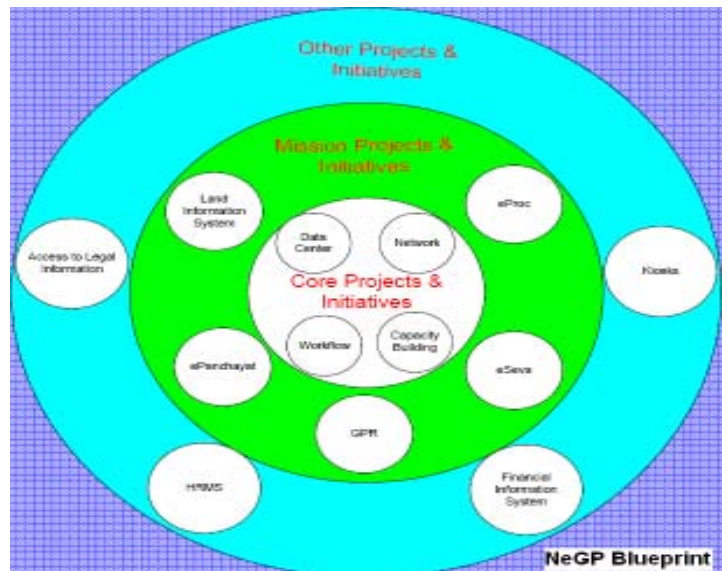 Other Projects &
Initiatives
Mission Projects &
Initiatives
Land
Information
System
eProc
Data
Center
Network
Access to Legal
Information
Kiosks
Core Projects &
Initiatives
Workflow
Capacity
Building
ePanchayat
eSeva
GPR
HRMS
Financial
Information
System
NeGP Blueprint